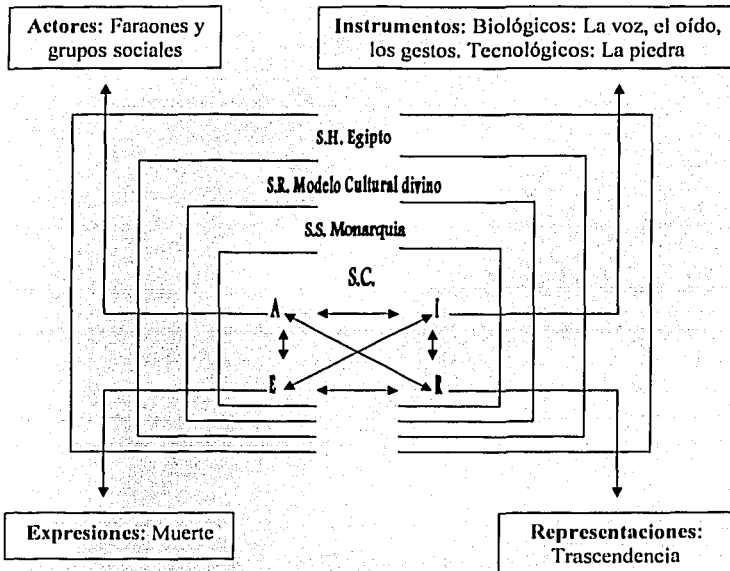 Actores: Faraones y
grupos sociales
Instrumentos: Biológicos: La voz, el oído,
los gestos. Tecnológicos: La piedra
S.H. Egipto
S.R. Modelo Cultural divino
S.S. Monarquia
S.C.
A
I
E
R
Expresiones: Muerte
Representaciones:
Trascendencia